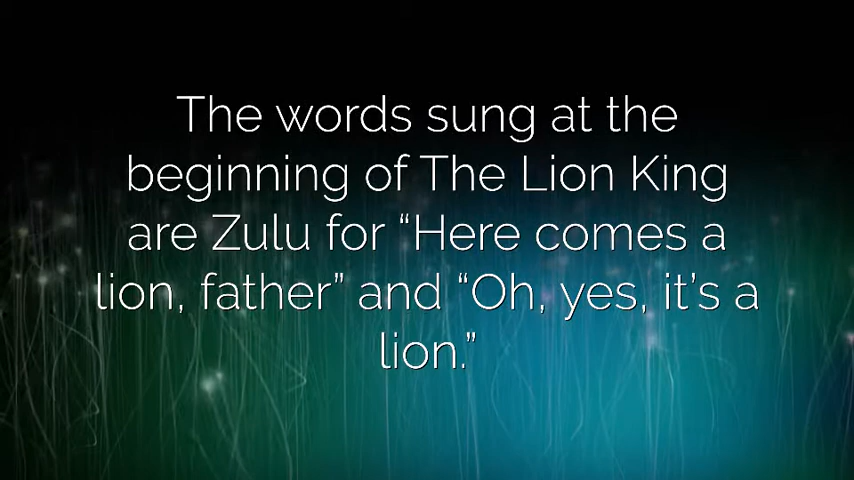 The words sung at the
beginning of The Lion King
are Zulu for “Here comes a
lion, father” and “Oh, yes, it’s a
lion.”